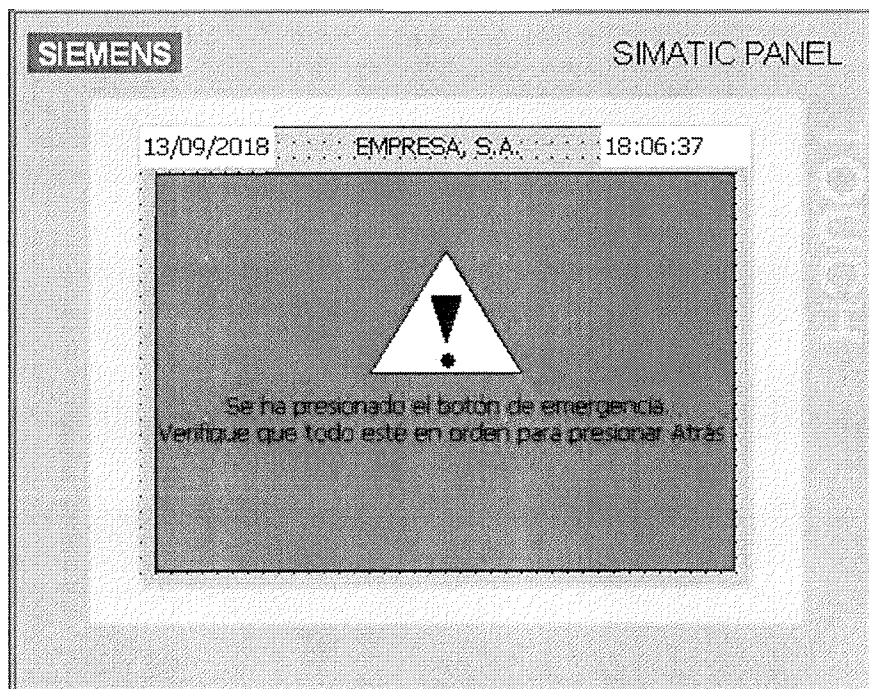 SIEMENS
SIMATIC PANEL
13/09/2018
EMPRESA, S.A.
18:06:37
TOUCH
Se ha presionado el botón de emergencia.
Verifique que todo esté en orden para presionar Atrás